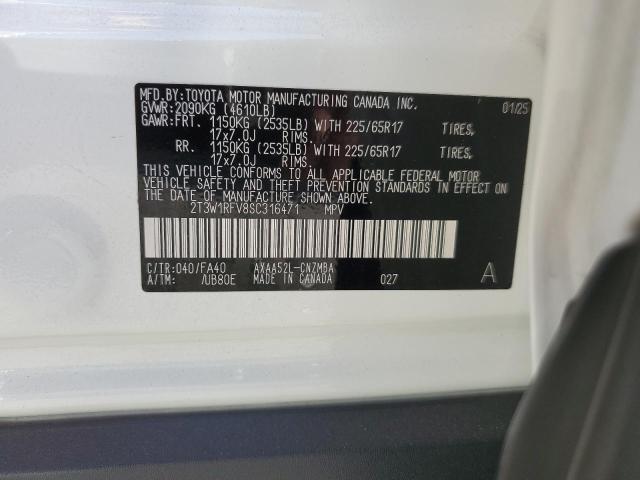 MFD.BY:TOYOTA MOTOR MANUFACTURING CANADA INC. 01/25
GVWR:2090KG (4610LB)
GAWR:FRT. 1150KG (2535LB) WITH 225/65R17 TIRES,
17x7.0J RIMS.
RR. 1150KG (2535LB) WITH 225/65R17 TIRES,
17x7.0J RIMS.
THIS VEHICLE CONFORMS TO ALL APPLICABLE FEDERAL MOTOR
VEHICLE SAFETY AND THEFT PREVENTION STANDARDS IN EFFECT ON
THE DATE OF MANUFACTURE SHOWN ABOVE.
2T3W1RFV8SC316471 MPV
C/TR:040/FA40 AXAA52L-CNZMBA
A/TM: /UB80E MADE IN CANADA 027 A